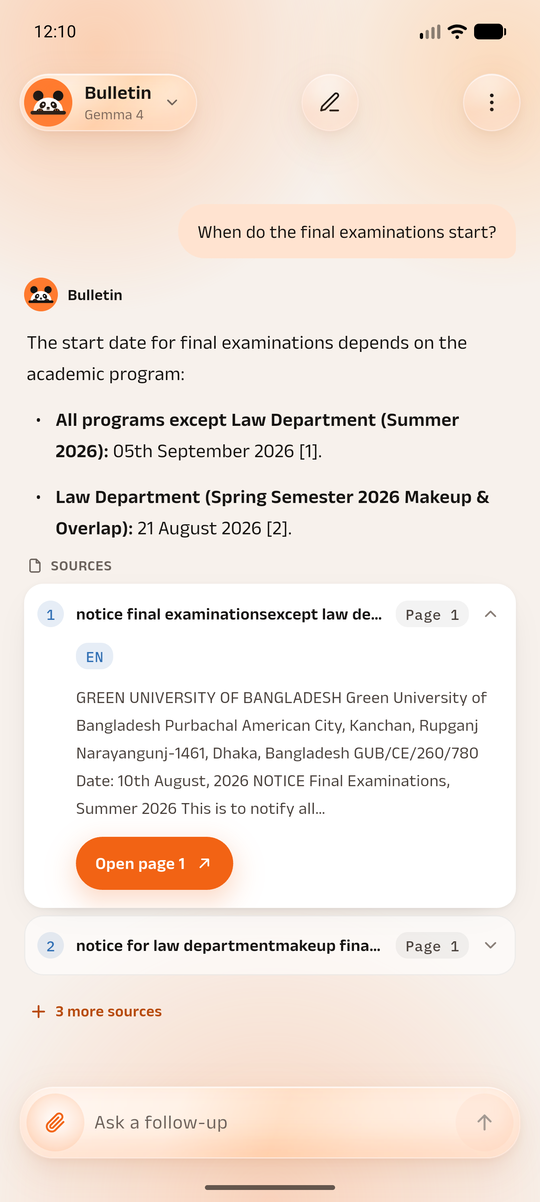 12:10
Bulletin
Gemma 4
When do the final examinations start?
Bulletin
The start date for final examinations depends on the
academic program:
• All programs except Law Department (Summer
2026): 05th September 2026 [1].
• Law Department (Spring Semester 2026 Makeup &
Overlap): 21 August 2026 [2].
SOURCES
1 notice final examinationsexcept law de... Page 1
EN
GREEN UNIVERSITY OF BANGLADESH Green University of
Bangladesh Purbachal American City, Kanchan, Rupganj
Narayangunj-1461, Dhaka, Bangladesh GUB/CE/260/780
Date: 10th August, 2026 NOTICE Final Examinations,
Summer 2026 This is to notify all...
Open page 1
2 notice for law departmentmakeup fina... Page 1
+ 3 more sources
Ask a follow-up